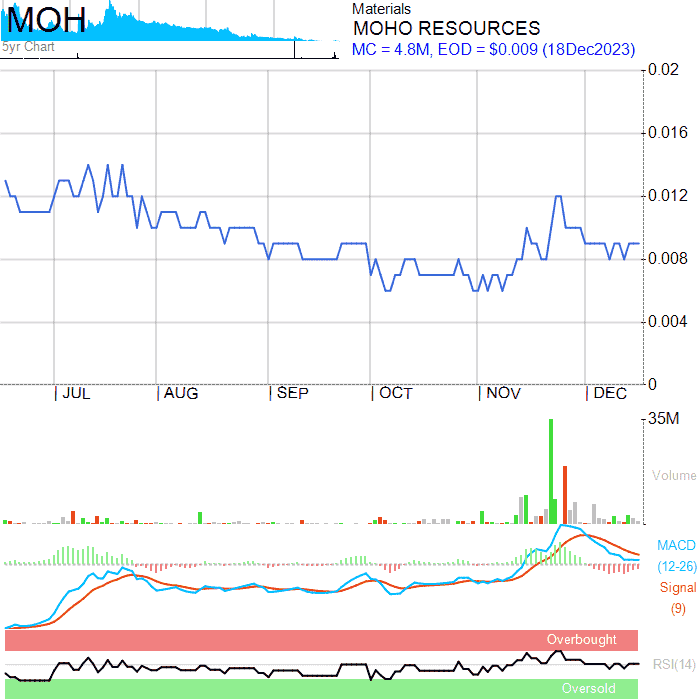 MOH
5yr Chart
Materials
MOHO RESOURCES
MC = 4.8M, EOD = $0.009 (18Dec2023)
0.02
0.016
0.012
0.008
0.004
0
JUL AUG SEP OCT NOV DEC
35M
Volume
MACD
(12-26)
Signal
(9)
Overbought
RSI(14)
Oversold